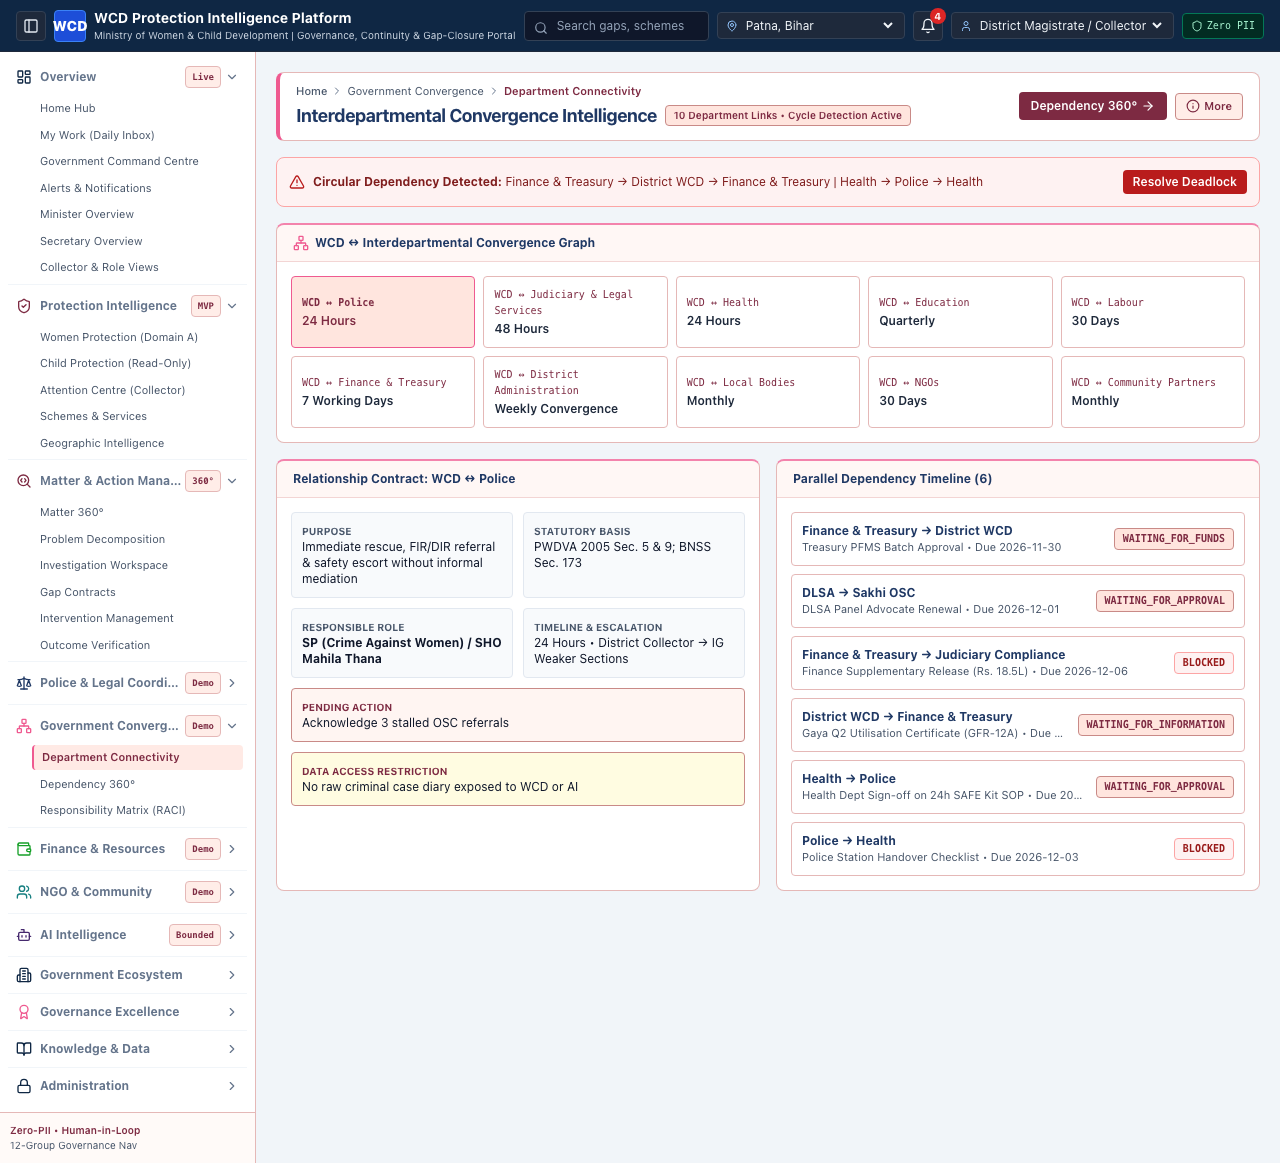 WCD
WCD Protection Intelligence Platform
Ministry of Women & Child Development | Governance, Continuity & Gap-Closure Portal
Search gaps, schemes
Patna, Bihar
4
District Magistrate / Collector
Zero PII
Overview
Live
Home Hub
My Work (Daily Inbox)
Government Command Centre
Alerts & Notifications
Minister Overview
Secretary Overview
Collector & Role Views
Protection Intelligence
MVP
Women Protection (Domain A)
Child Protection (Read-Only)
Attention Centre (Collector)
Schemes & Services
Geographic Intelligence
Matter & Action Mana...
360°
Matter 360°
Problem Decomposition
Investigation Workspace
Gap Contracts
Intervention Management
Outcome Verification
Police & Legal Coordi...
Demo
Government Converg...
Demo
Department Connectivity
Dependency 360°
Responsibility Matrix (RACI)
Finance & Resources
Demo
NGO & Community
Demo
AI Intelligence
Bounded
Government Ecosystem
Governance Excellence
Knowledge & Data
Administration
Zero-PII • Human-in-Loop
12-Group Governance Nav
Home > Government Convergence > Department Connectivity
Interdepartmental Convergence Intelligence
10 Department Links • Cycle Detection Active
Dependency 360° →
More
Circular Dependency Detected: Finance & Treasury → District WCD → Finance & Treasury | Health → Police → Health
Resolve Deadlock
WCD ↔ Interdepartmental Convergence Graph
WCD ↔ Police
24 Hours
WCD ↔ Judiciary & Legal
Services
48 Hours
WCD ↔ Health
24 Hours
WCD ↔ Education
Quarterly
WCD ↔ Labour
30 Days
WCD ↔ Finance & Treasury
7 Working Days
WCD ↔ District
Administration
Weekly Convergence
WCD ↔ Local Bodies
Monthly
WCD ↔ NGOs
30 Days
WCD ↔ Community Partners
Monthly
Relationship Contract: WCD ↔ Police
PURPOSE
Immediate rescue, FIR/DIR referral
& safety escort without informal
mediation
STATUTORY BASIS
PWDVA 2005 Sec. 5 & 9; BNSS
Sec. 173
RESPONSIBLE ROLE
SP (Crime Against Women) / SHO
Mahila Thana
TIMELINE & ESCALATION
24 Hours • District Collector → IG
Weaker Sections
PENDING ACTION
Acknowledge 3 stalled OSC referrals
DATA ACCESS RESTRICTION
No raw criminal case diary exposed to WCD or AI
Parallel Dependency Timeline (6)
Finance & Treasury → District WCD
Treasury PFMS Batch Approval • Due 2026-11-30
WAITING_FOR_FUNDS
DLSA → Sakhi OSC
DLSA Panel Advocate Renewal • Due 2026-12-01
WAITING_FOR_APPROVAL
Finance & Treasury → Judiciary Compliance
Finance Supplementary Release (Rs. 18.5L) • Due 2026-12-06
BLOCKED
District WCD → Finance & Treasury
Gaya Q2 Utilisation Certificate (GFR-12A) • Due ...
WAITING_FOR_INFORMATION
Health → Police
Health Dept Sign-off on 24h SAFE Kit SOP • Due 20...
WAITING_FOR_APPROVAL
Police → Health
Police Station Handover Checklist • Due 2026-12-03
BLOCKED